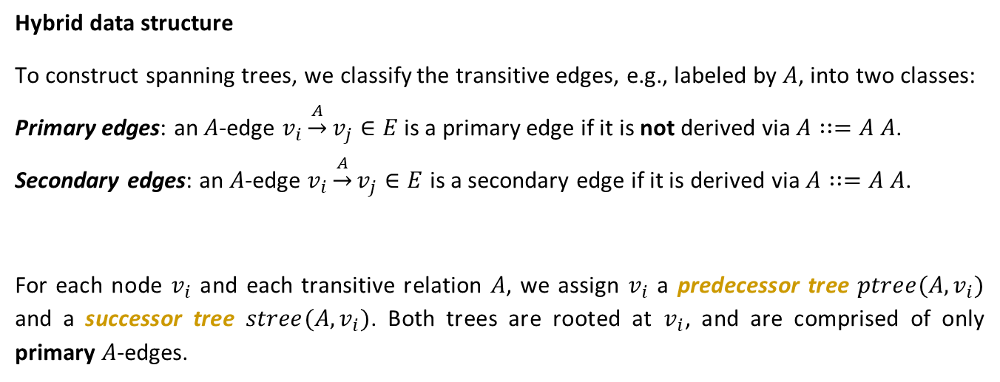 Hybrid data structure
To construct spanning trees, we classify the transitive edges, e.g., labeled by A, into two classes:
Primary edges: an A-edge v_i →^A v_j ∈ E is a primary edge if it is not derived via A ::= A A.
Secondary edges: an A-edge v_i →^A v_j ∈ E is a secondary edge if it is derived via A ::= A A.
For each node v_i and each transitive relation A, we assign v_i a predecessor tree ptree(A, v_i)
and a successor tree stree(A, v_i). Both trees are rooted at v_i, and are comprised of only
primary A-edges.